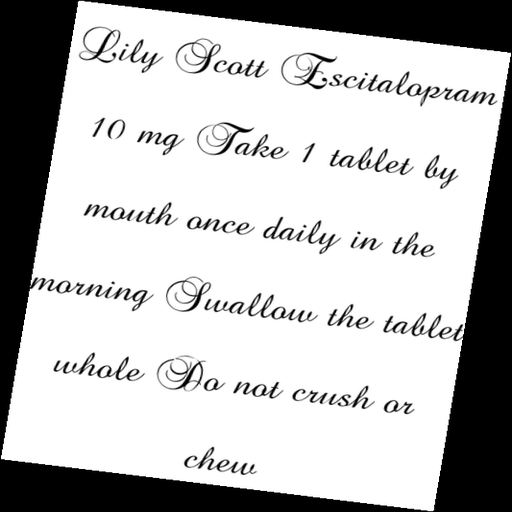 Lily Scott Escitalopram
10 mg Take 1 tablet by
mouth once daily in the
morning Swallow the tablet
whole Do not crush or
chew